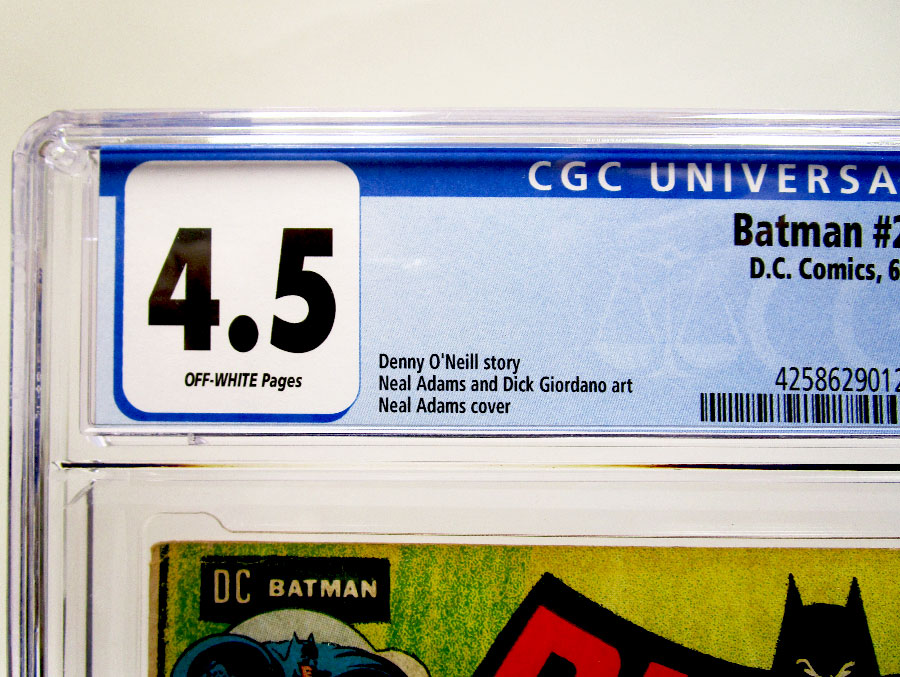 CGC UNIVERSA
4.5
OFF-WHITE Pages
Batman #2
D.C. Comics, 6
Denny O'Neill story
Neal Adams and Dick Giordano art
Neal Adams cover
4258629012
DC BATMAN